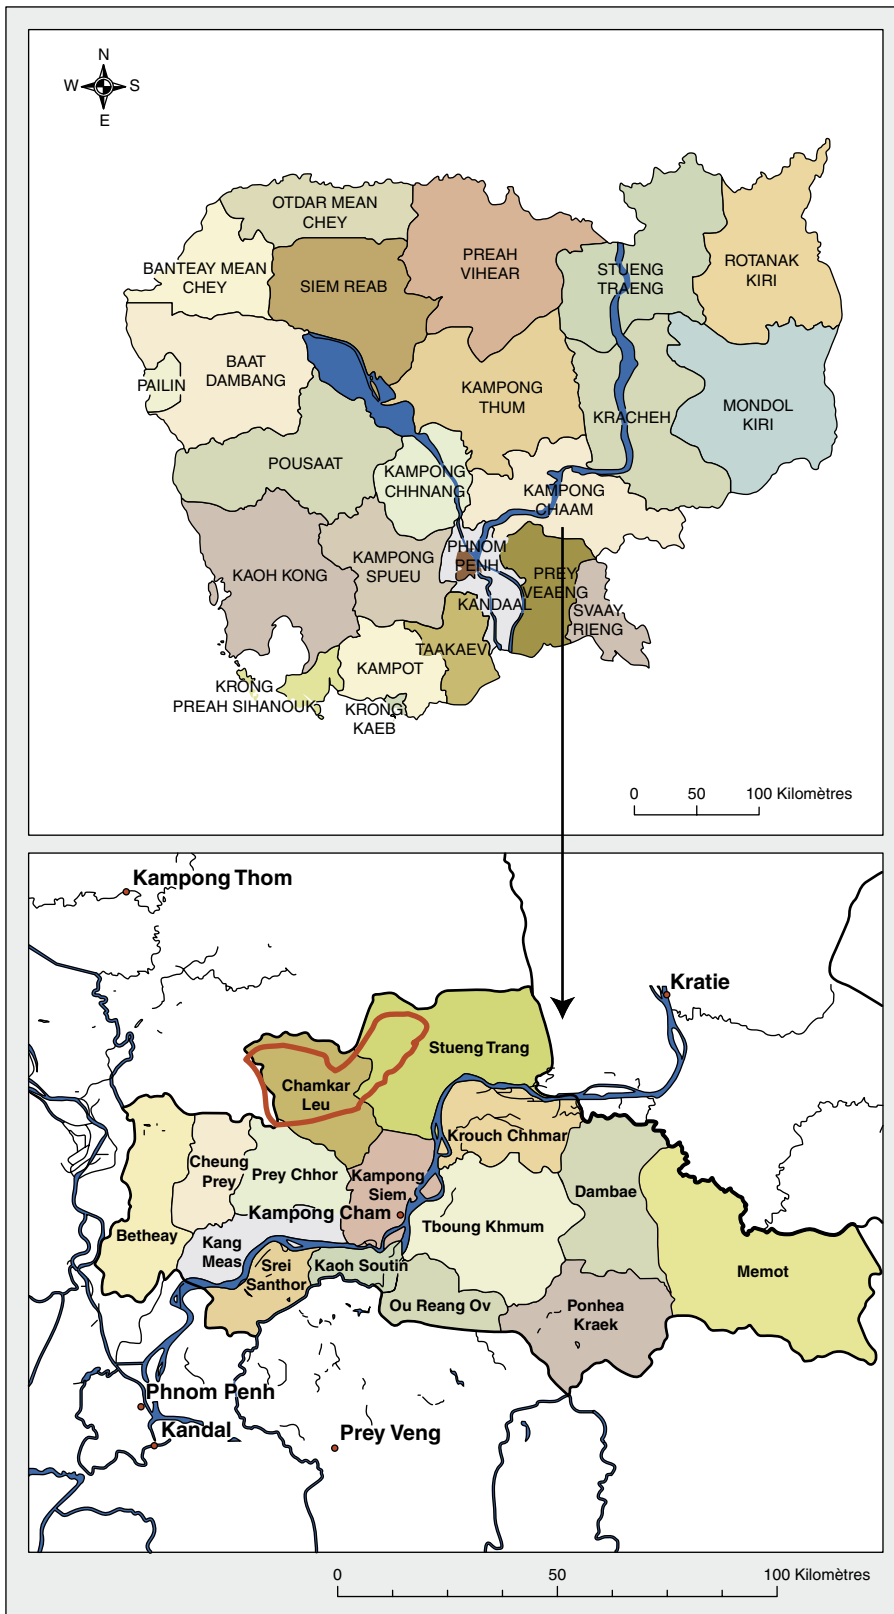 N
W S
E
OTDAR MEAN
CHEY
PREAH
VIHEAR
STUENG
TRAENG
ROTANAK
KIRI
BANTEAY MEAN
CHEY
SIEM REAB
BAAT
DAMBANG
PAILIN
KAMPONG
THUM
KRACHEH
MONDOL
KIRI
POUSAAT
KAMPONG
CHHNANG
KAMPONG
CHAAM
PHNOM
PENH
KAMPONG
SPUEU
KAOH KONG
PREY
VEAENG
KANDAAL
SVAAY
RIENG
TAAKAEV
KAMPOT
KRONG
PREAH SIHANOUK
KRONG
KAEB
0 50 100 Kilomètres
Kampong Thom
Kratie
Stueng Trang
Chamkar
Leu
Krouch Chhmar
Cheung
Prey
Prey Chhor
Kampong
Siem
Dambae
Kampong Cham
Tboung Khmum
Betheay
Kang
Meas
Srei
Santhor
Kaoh Soutin
Memot
Ou Reang Ov
Ponhea
Kraek
Phnom Penh
Kandal
Prey Veng
0 50 100 Kilomètres